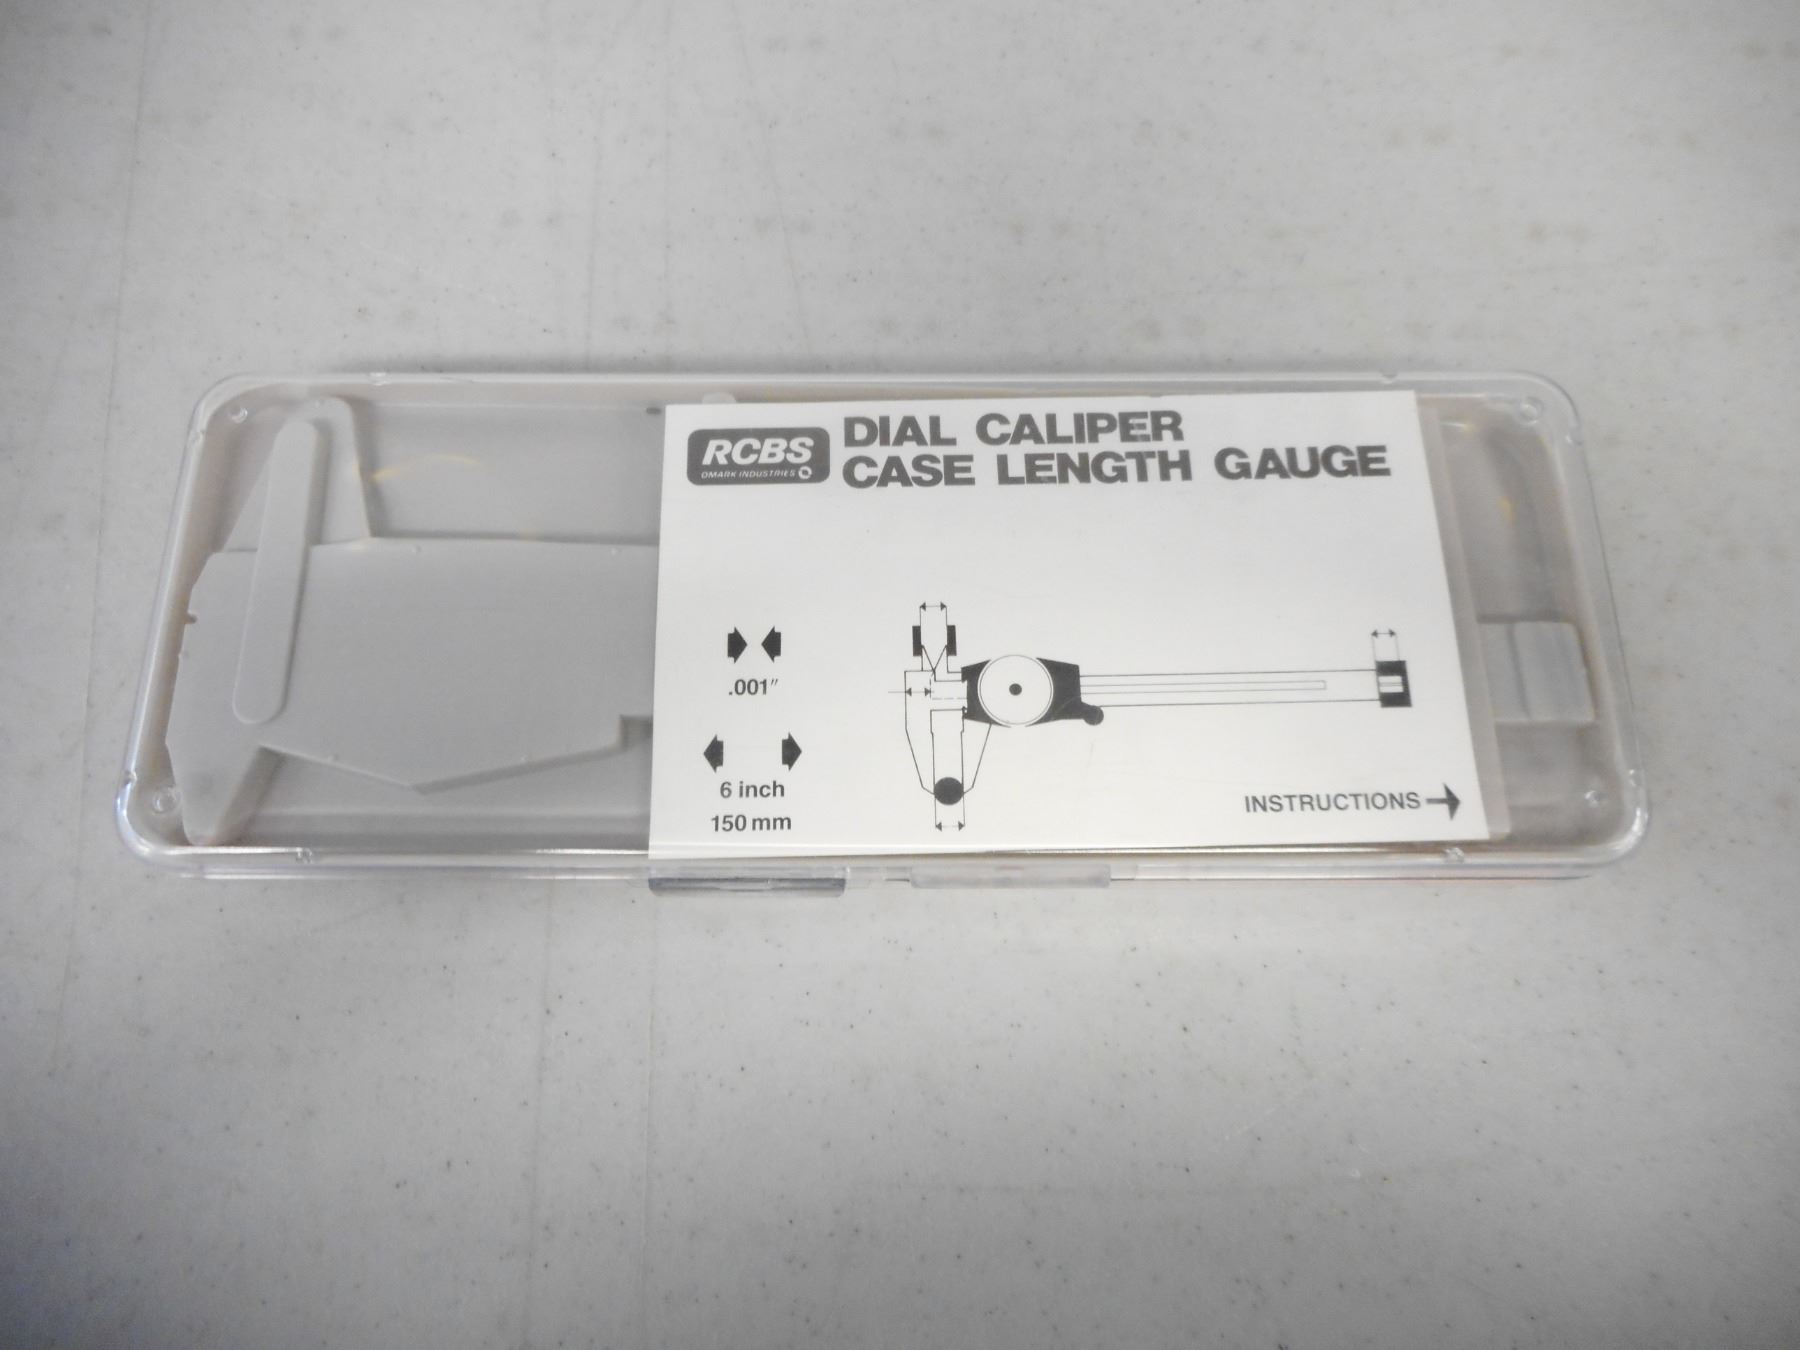 RCBS
OMARK INDUSTRIES
DIAL CALIPER
CASE LENGTH GAUGE
.001"
6 inch
150 mm
INSTRUCTIONS